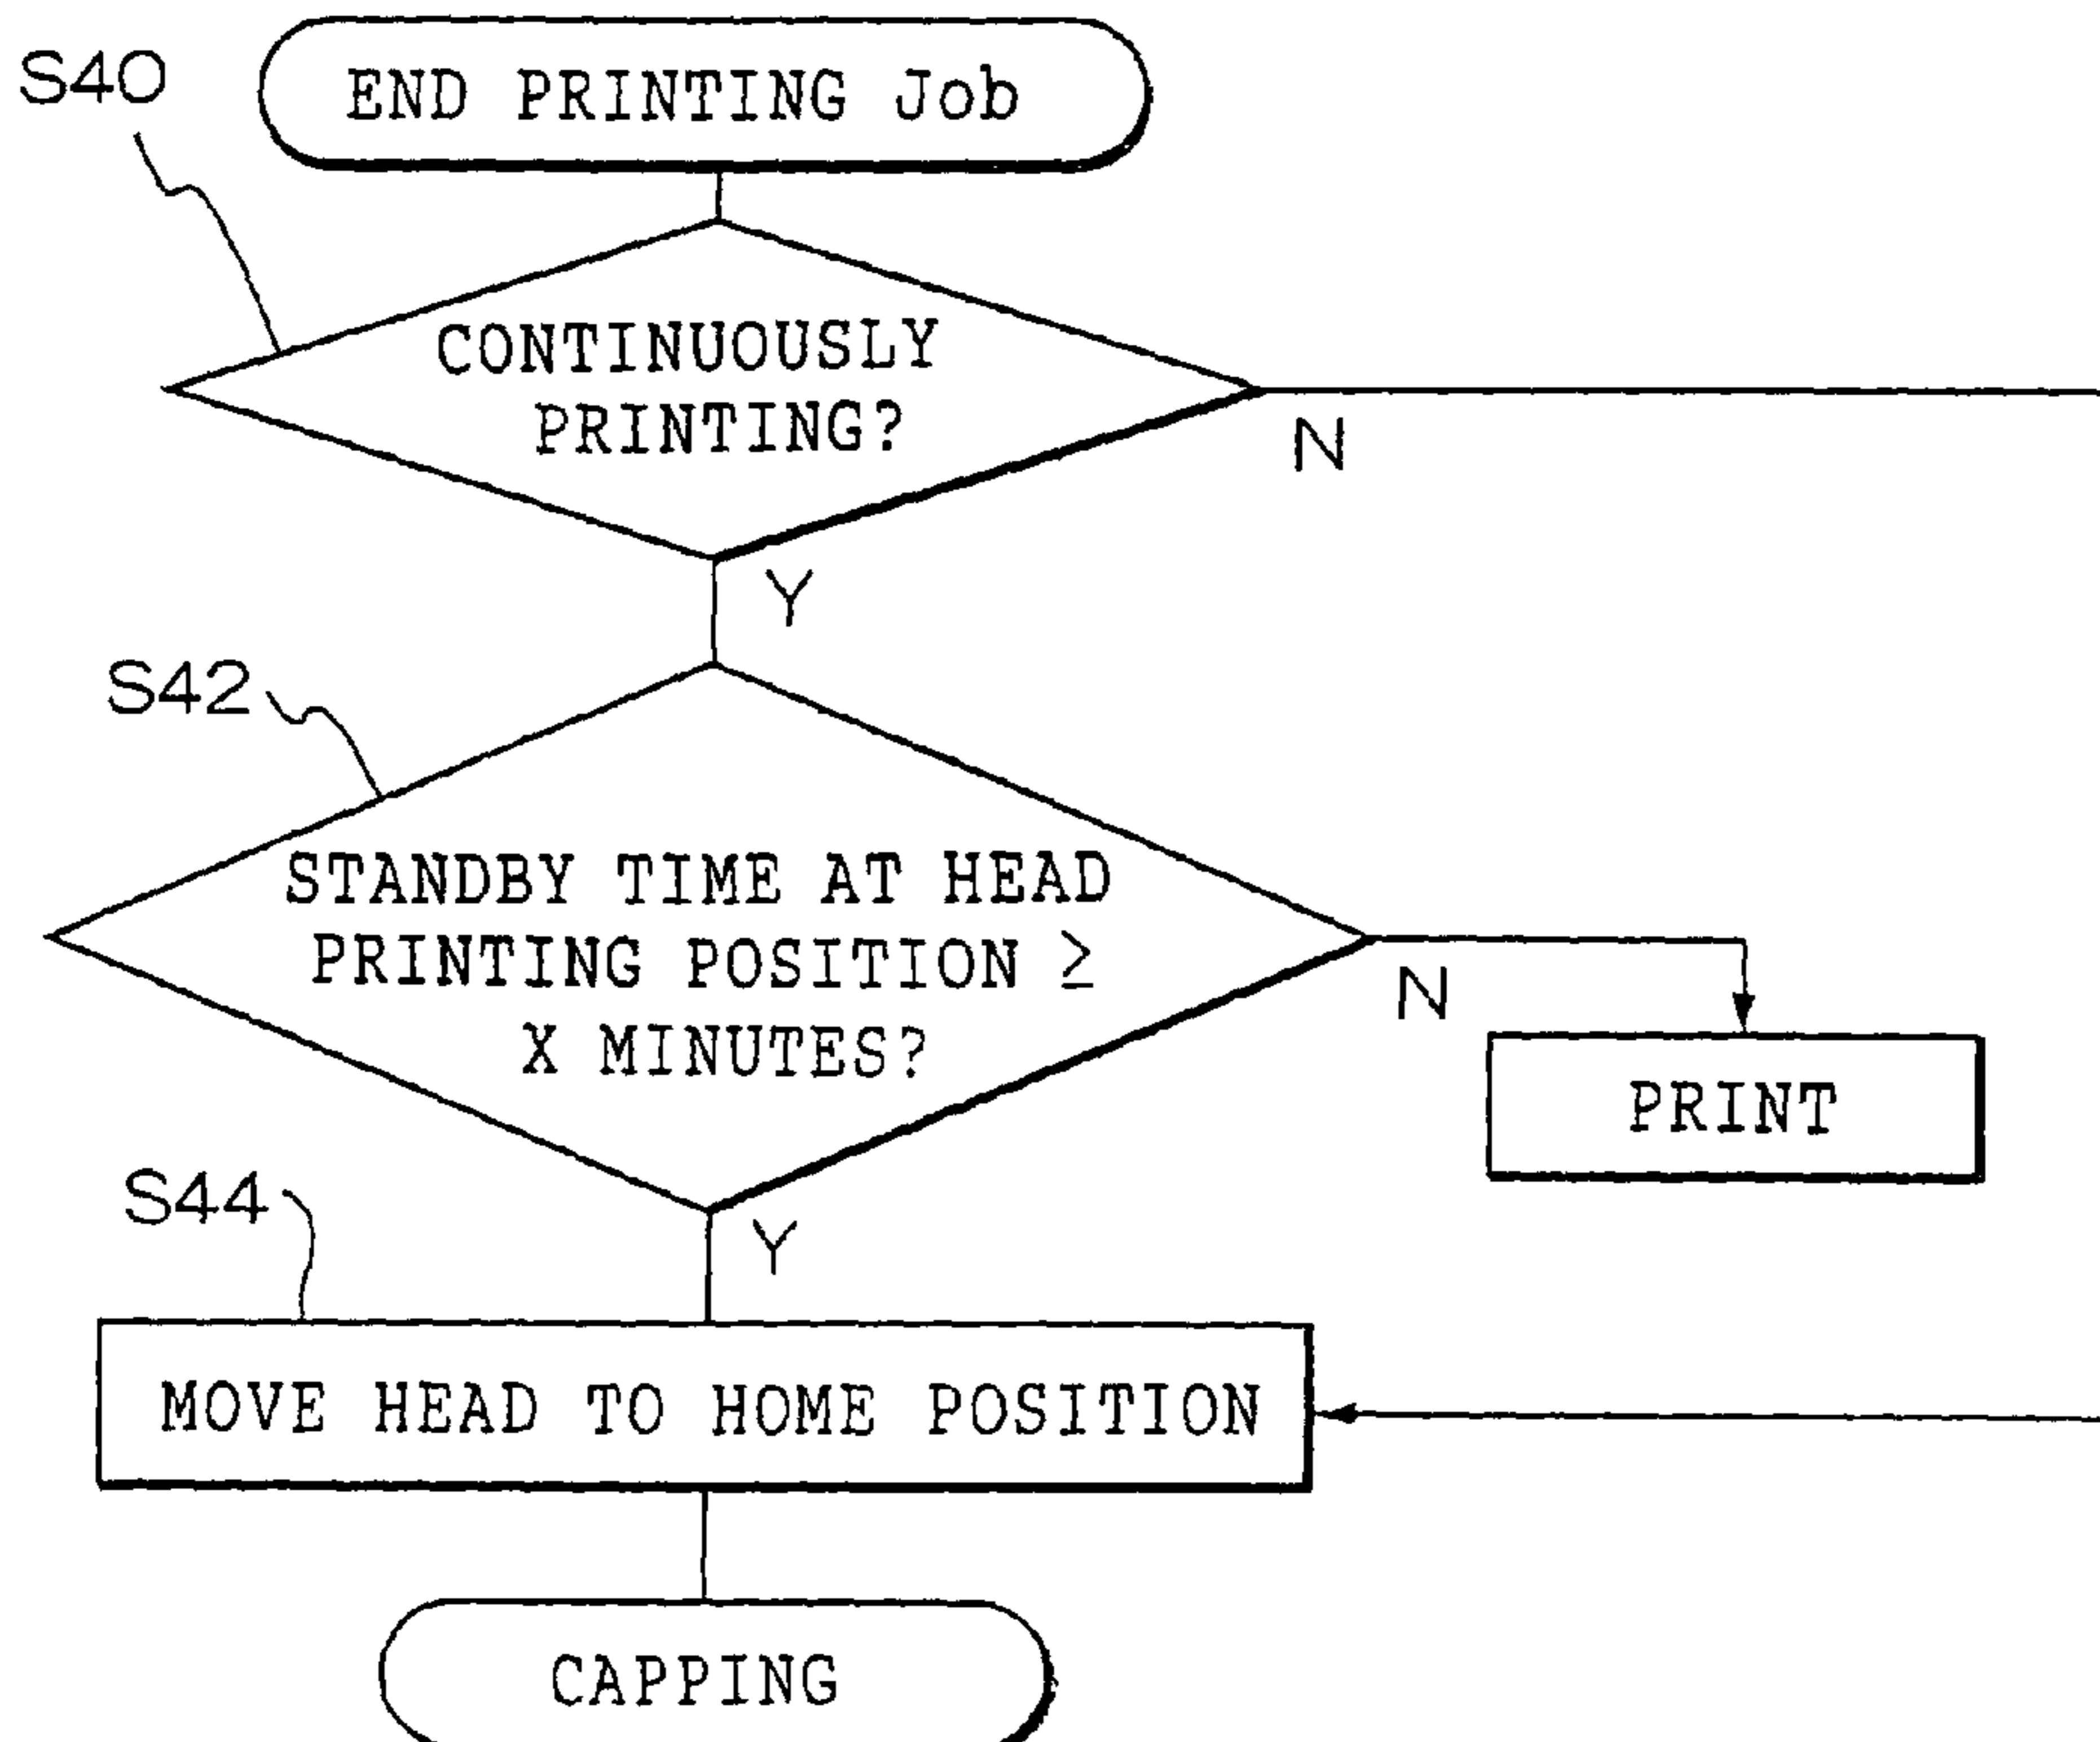 S40
END PRINTING Job
CONTINUOUSLY
PRINTING?
N
Y
S42
STANDBY TIME AT HEAD
PRINTING POSITION ≥
X MINUTES?
N
PRINT
S44
Y
MOVE HEAD TO HOME POSITION
CAPPING